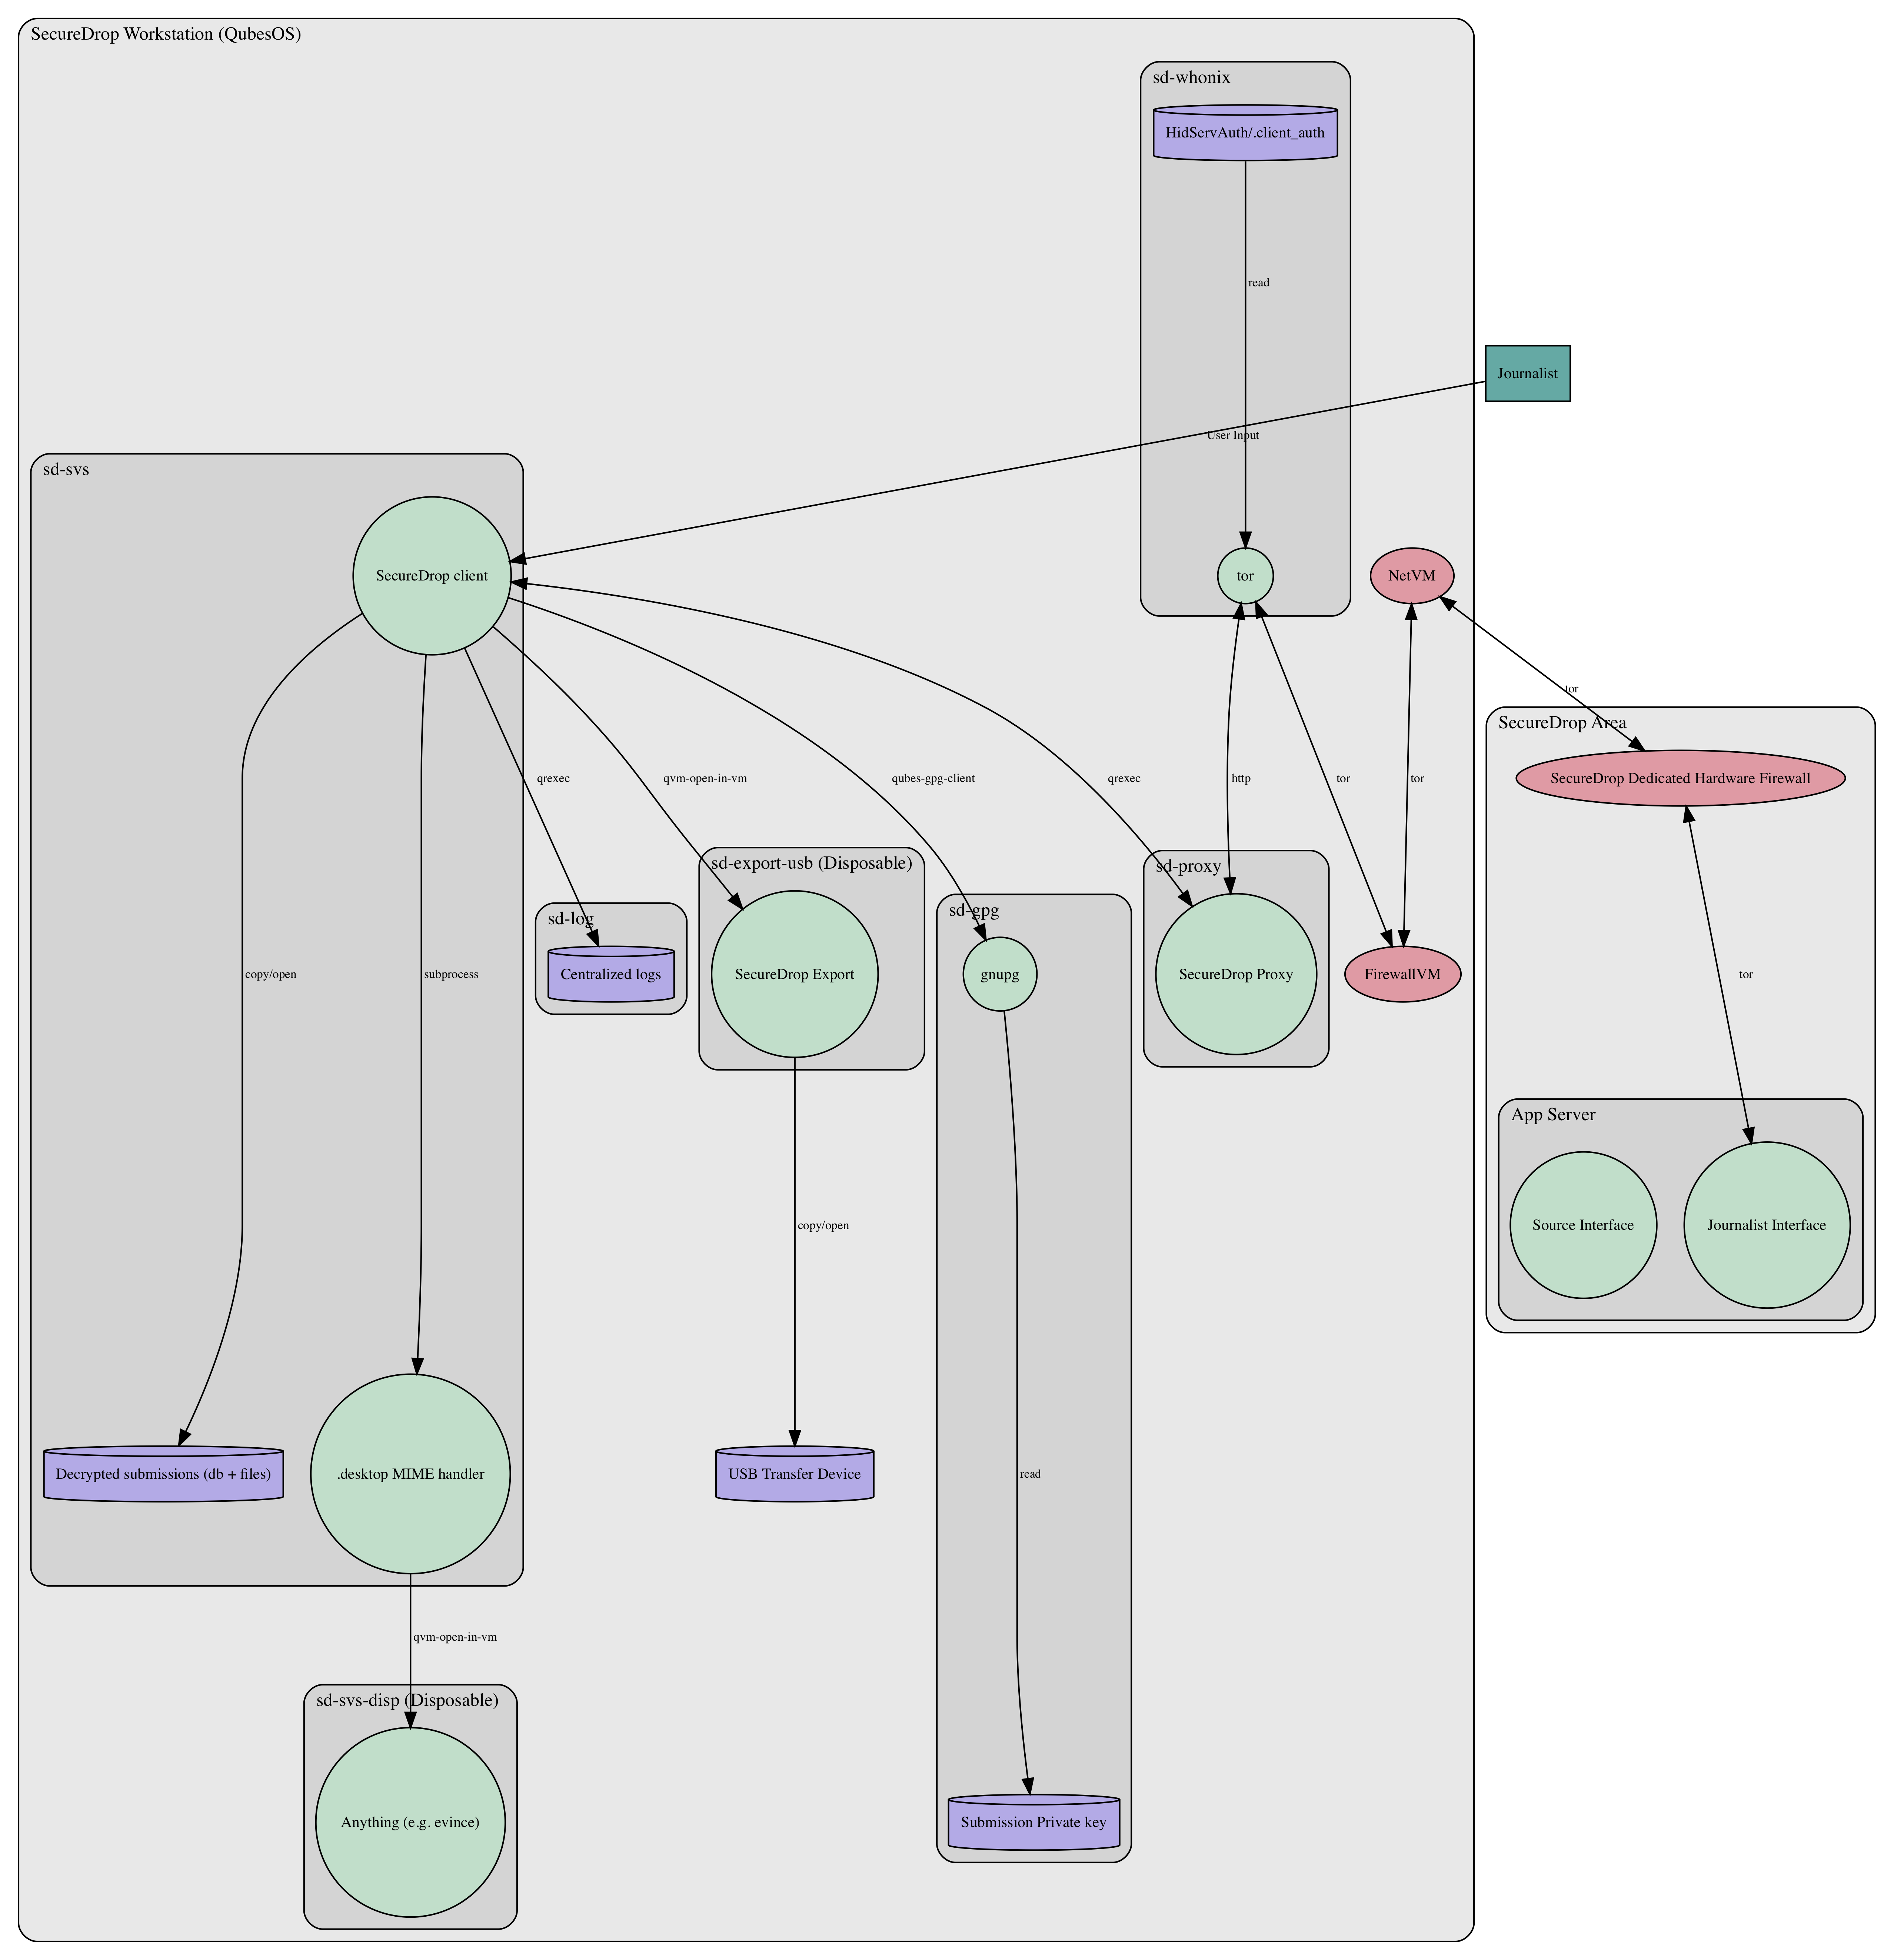 SecureDrop Workstation (QubesOS)
sd-whonix
HidServAuth/.client_auth
read
Journalist
User Input
sd-svs
SecureDrop client
tor
NetVM
tor
SecureDrop Area
qrexec
qvm-open-in-vm
qubes-gpg-client
qrexec
http
tor
tor
SecureDrop Dedicated Hardware Firewall
sd-export-usb (Disposable)
sd-proxy
sd-log
sd-gpg
copy/open
subprocess
Centralized logs
SecureDrop Export
gnupg
SecureDrop Proxy
FirewallVM
tor
App Server
copy/open
Source Interface
Journalist Interface
Decrypted submissions (db + files)
.desktop MIME handler
USB Transfer Device
read
qvm-open-in-vm
sd-svs-disp (Disposable)
Anything (e.g. evince)
Submission Private key